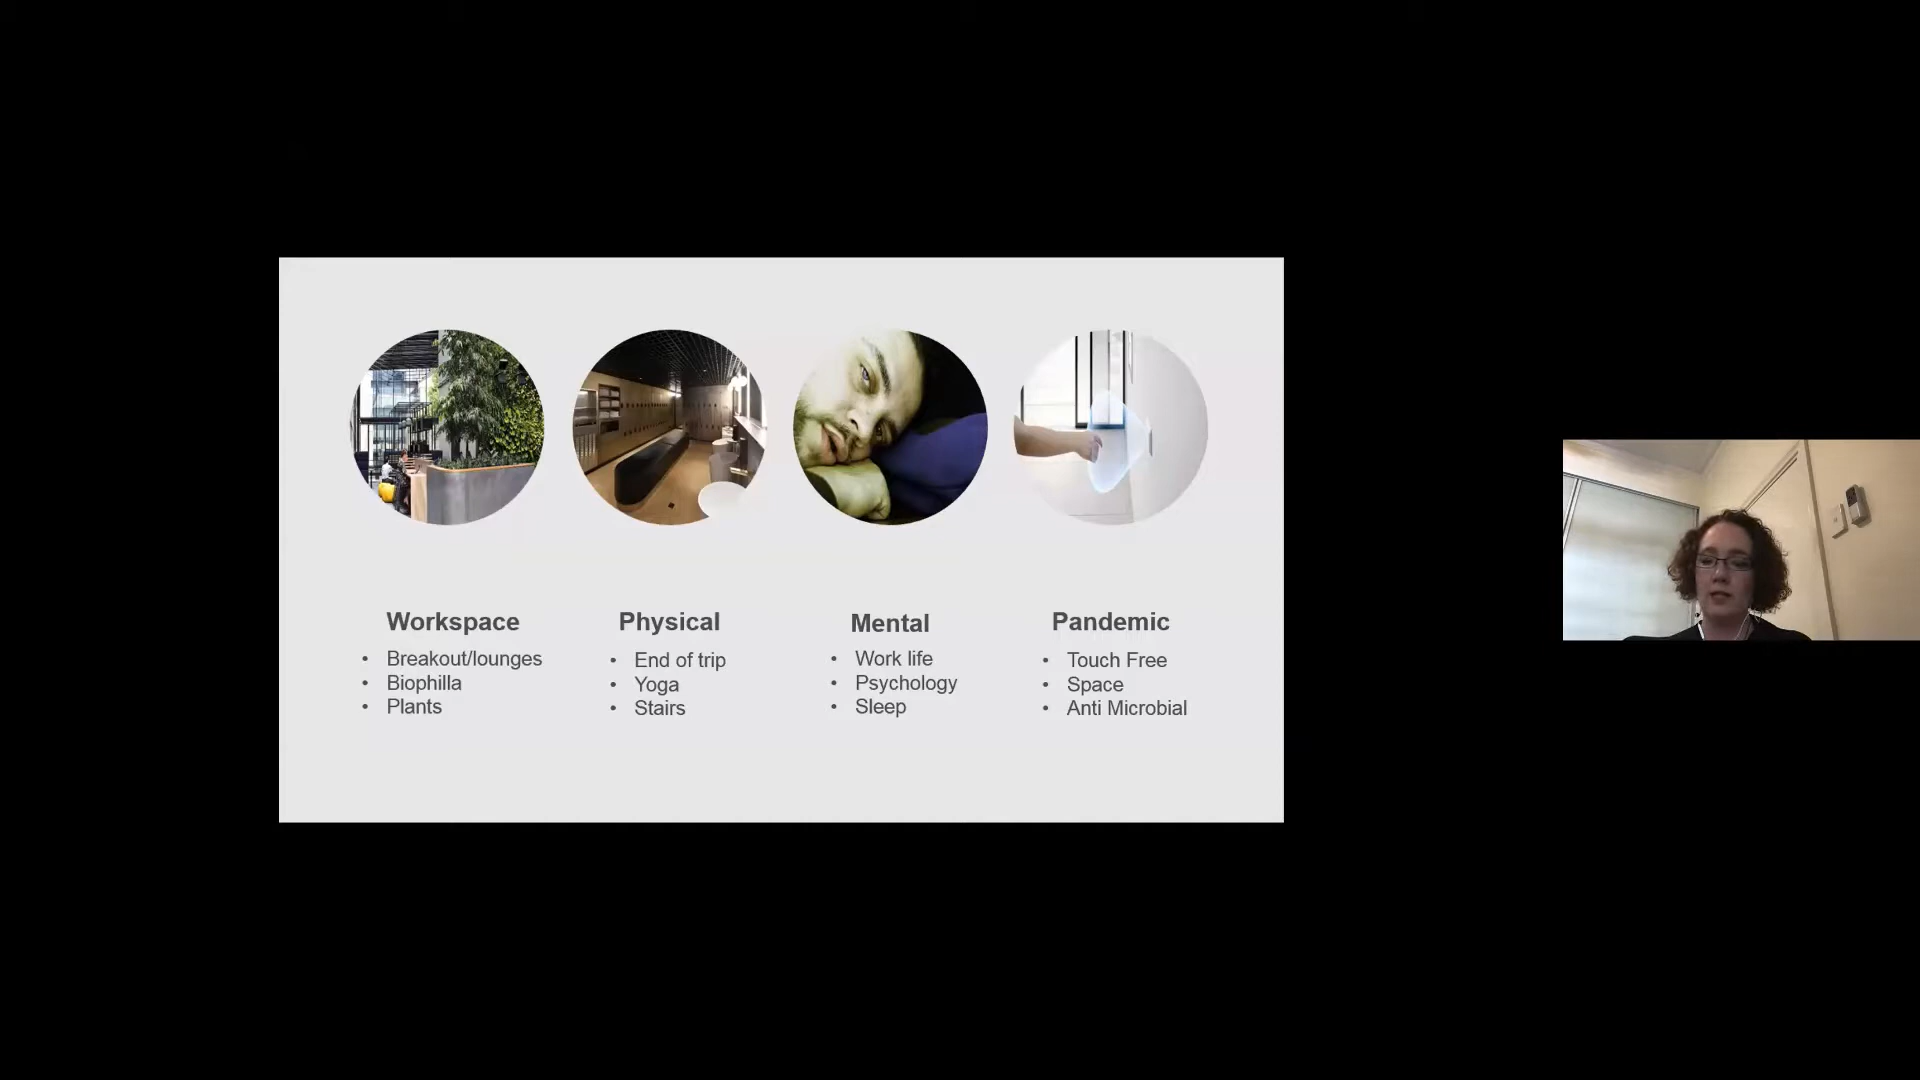 Workspace
• Breakout/lounges
• Biophilla
• Plants
Physical
• End of trip
• Yoga
• Stairs
Mental
• Work life
• Psychology
• Sleep
Pandemic
• Touch Free
• Space
• Anti Microbial